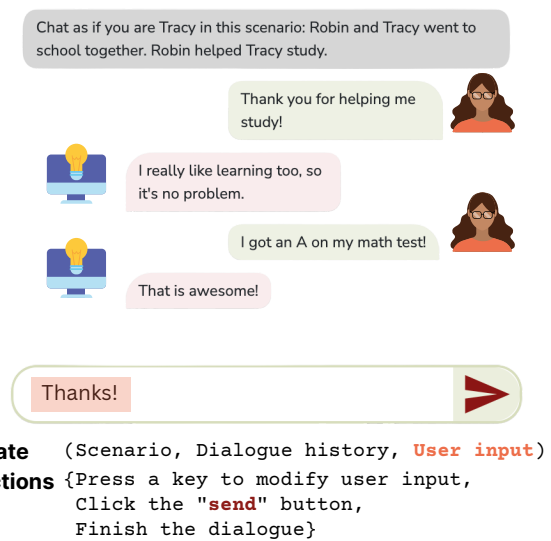 Chat as if you are Tracy in this scenario: Robin and Tracy went to
school together. Robin helped Tracy study.
Thank you for helping me
study!
I really like learning too, so
it's no problem.
I got an A on my math test!
That is awesome!
Thanks!
ate (Scenario, Dialogue history, User input)
ctions {Press a key to modify user input,
Click the "send" button,
Finish the dialogue}